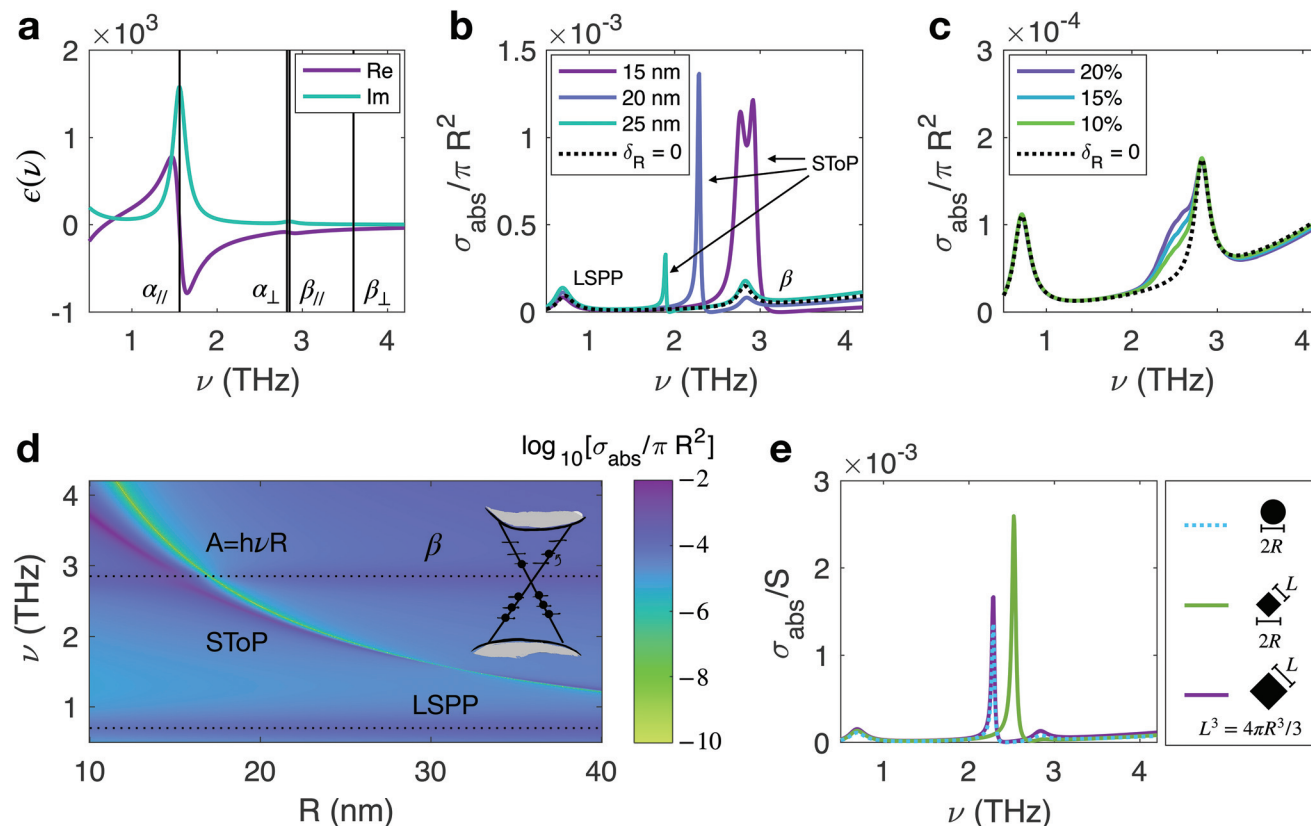 a
×10³
2
1
0
-1
ϵ(ν)
Re
Im
α//
α⊥
β//
β⊥
1
2
3
4
ν (THz)
b
×10⁻³
1.5
1
0.5
0
σabs/π R²
15 nm
20 nm
25 nm
δR = 0
SToP
LSPP
β
1
2
3
4
ν (THz)
c
×10⁻⁴
3
2
1
0
σabs/π R²
20%
15%
10%
δR = 0
1
2
3
4
ν (THz)
d
log10[σabs/π R²]
4
3
2
1
ν (THz)
A=hνR
β
SToP
LSPP
10
20
30
40
R (nm)
−2
−4
−6
−8
−10
e
×10⁻³
3
2
1
0
σabs/S
1
2
3
4
ν (THz)
2R
L
2R
L
L³ = 4πR³/3